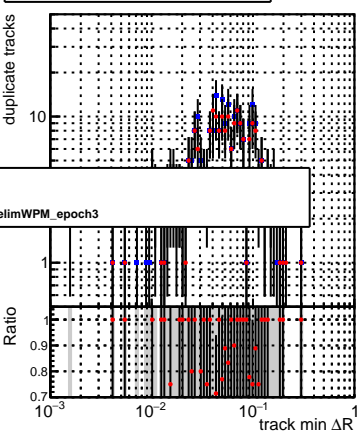 duplicate tracks
10
elimWPM_epoch3
1
Ratio
1
0.9
0.8
0.7
10−3
10−2
10−1
1
track min ΔR